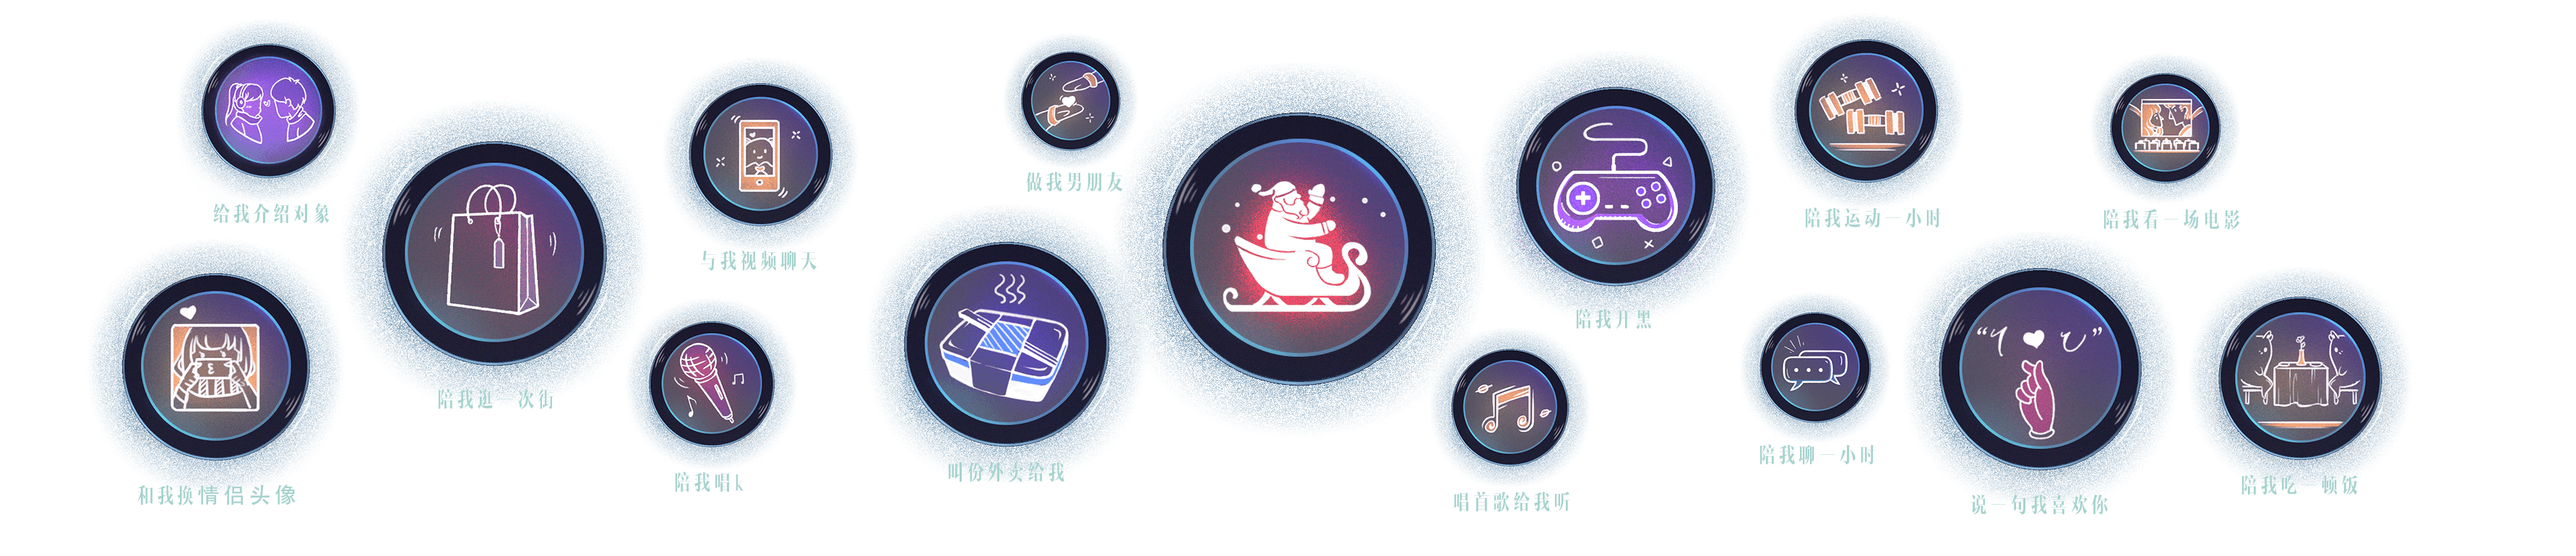 给我介绍对象
陪我逛一次街
与我视频聊天
做我男朋友
陪我开黑
陪我运动一小时
陪我看一场电影
和我换情侣头像
陪我唱k
叫份外卖给我
唱首歌给我听
陪我聊一小时
“1 U”
说一句我喜欢你
陪我吃一顿饭